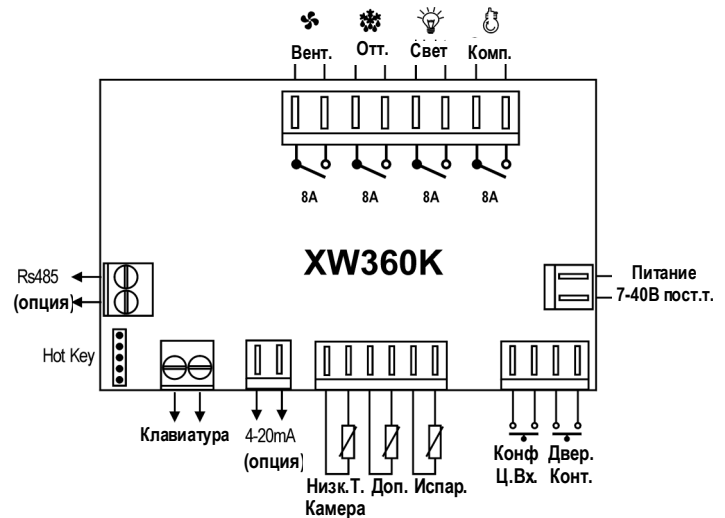 Вент. Отт. Свет Комп.
8A 8A 8A 8A
XW360K
Rs485
(опция)
Питание
7-40В пост.т.
Hot Key
Клавиатура
4-20mA
(опция)
Низк.Т. Доп. Испар.
Камера
Конф Двер.
Ц.Вх. Конт.